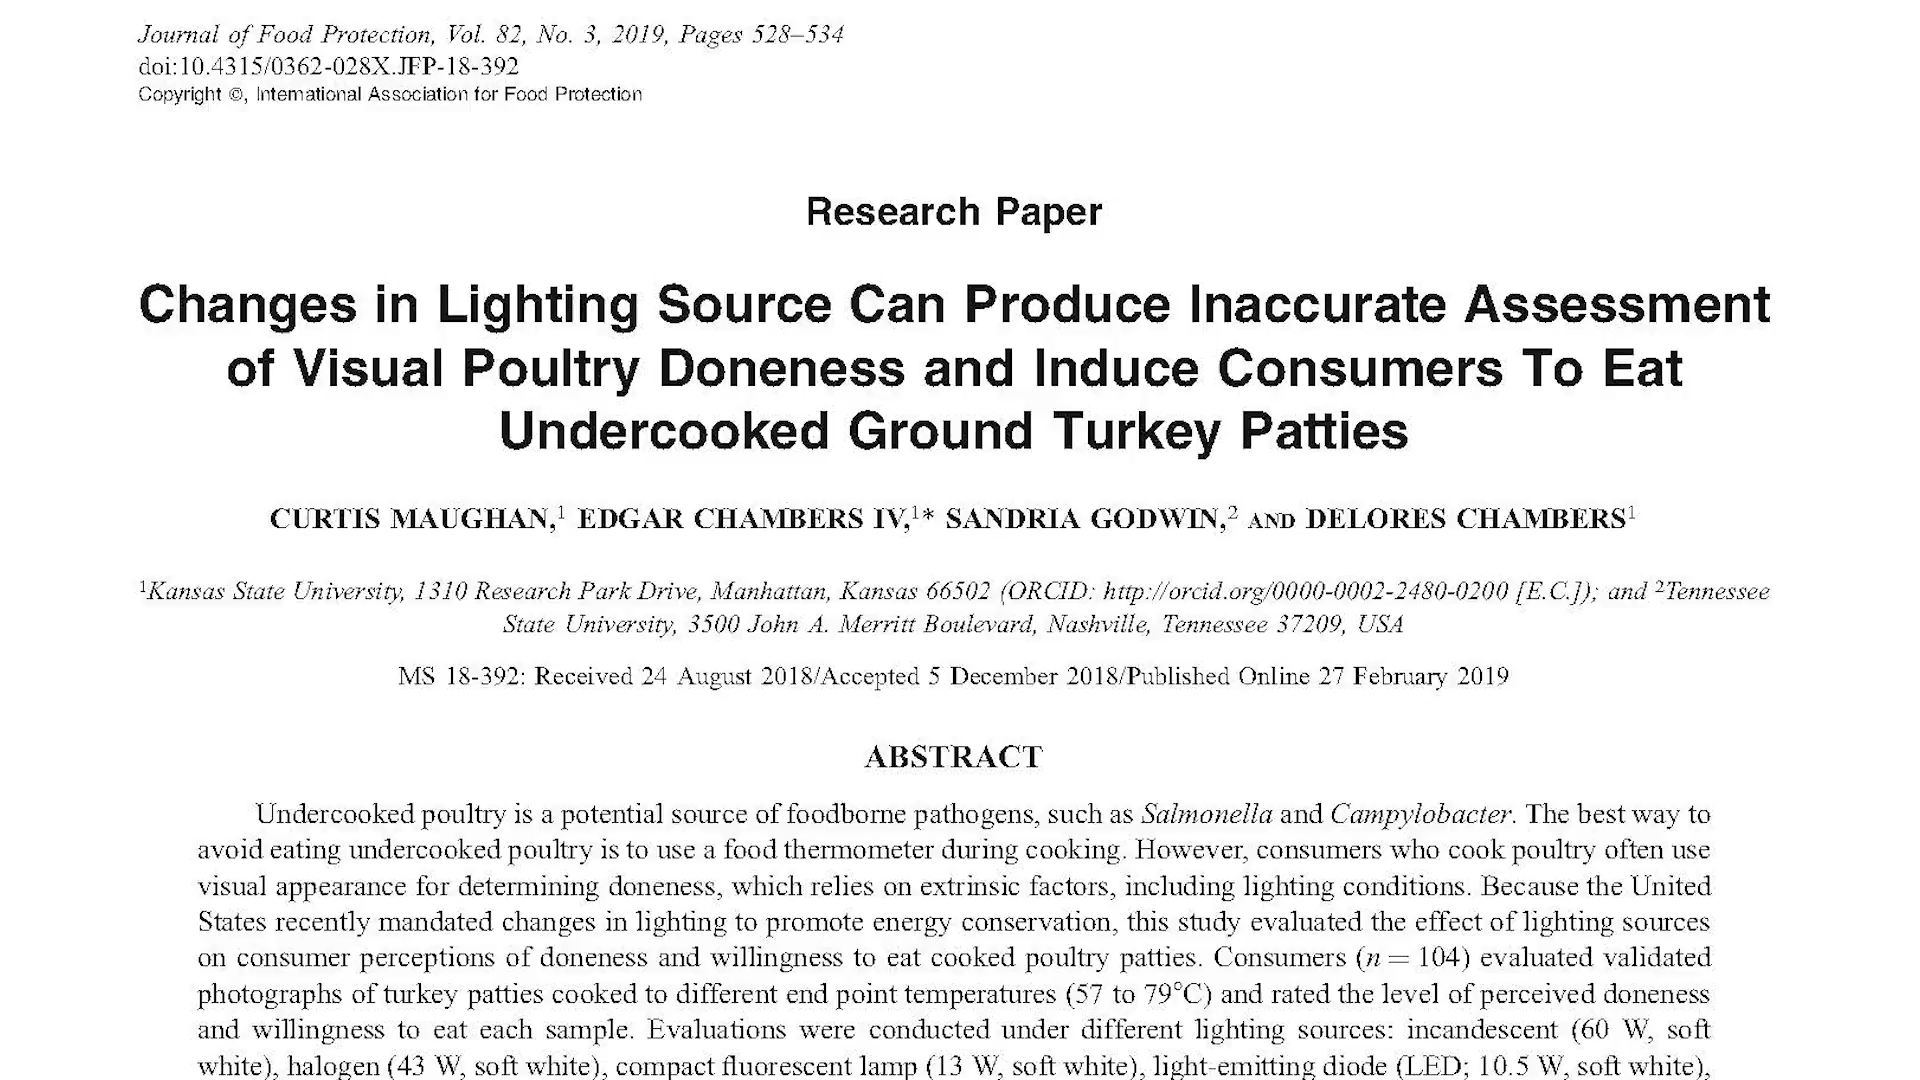 Journal of Food Protection, Vol. 82, No. 3, 2019, Pages 528–534
doi:10.4315/0362-028X.JFP-18-392
Copyright ©, International Association for Food Protection
Research Paper
Changes in Lighting Source Can Produce Inaccurate Assessment
of Visual Poultry Doneness and Induce Consumers To Eat
Undercooked Ground Turkey Patties
CURTIS MAUGHAN,¹ EDGAR CHAMBERS IV,¹* SANDRIA GODWIN,² AND DELORES CHAMBERS¹
¹Kansas State University, 1310 Research Park Drive, Manhattan, Kansas 66502 (ORCID: http://orcid.org/0000-0002-2480-0200 [E.C.]); and ²Tennessee
State University, 3500 John A. Merritt Boulevard, Nashville, Tennessee 37209, USA
MS 18-392: Received 24 August 2018/Accepted 5 December 2018/Published Online 27 February 2019
ABSTRACT
Undercooked poultry is a potential source of foodborne pathogens, such as Salmonella and Campylobacter. The best way to
avoid eating undercooked poultry is to use a food thermometer during cooking. However, consumers who cook poultry often use
visual appearance for determining doneness, which relies on extrinsic factors, including lighting conditions. Because the United
States recently mandated changes in lighting to promote energy conservation, this study evaluated the effect of lighting sources
on consumer perceptions of doneness and willingness to eat cooked poultry patties. Consumers (n = 104) evaluated validated
photographs of turkey patties cooked to different end point temperatures (57 to 79°C) and rated the level of perceived doneness
and willingness to eat each sample. Evaluations were conducted under different lighting sources: incandescent (60 W, soft
white), halogen (43 W, soft white), compact fluorescent lamp (13 W, soft white), light-emitting diode (LED; 10.5 W, soft white),